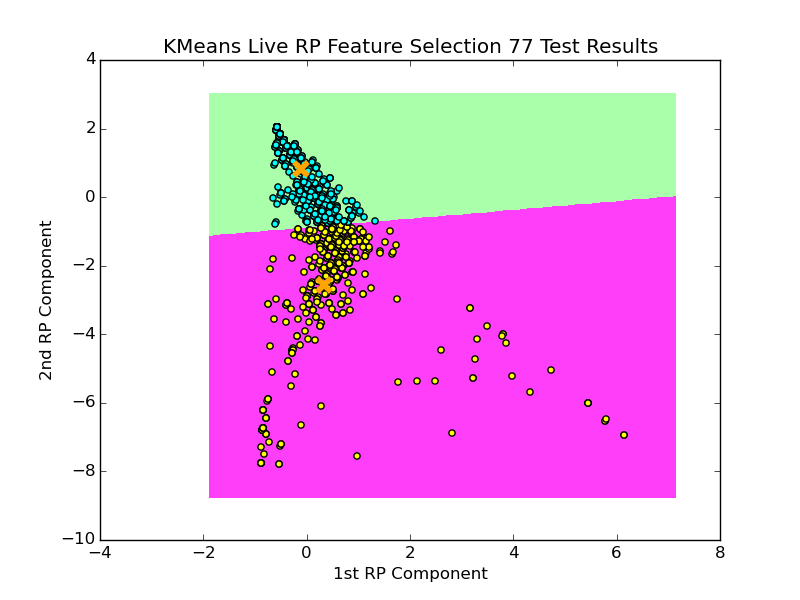 KMeans Live RP Feature Selection 77 Test Results
4
2
0
−2
−4
−6
−8
−10
2nd RP Component
−4 −2 0 2 4 6 8
1st RP Component